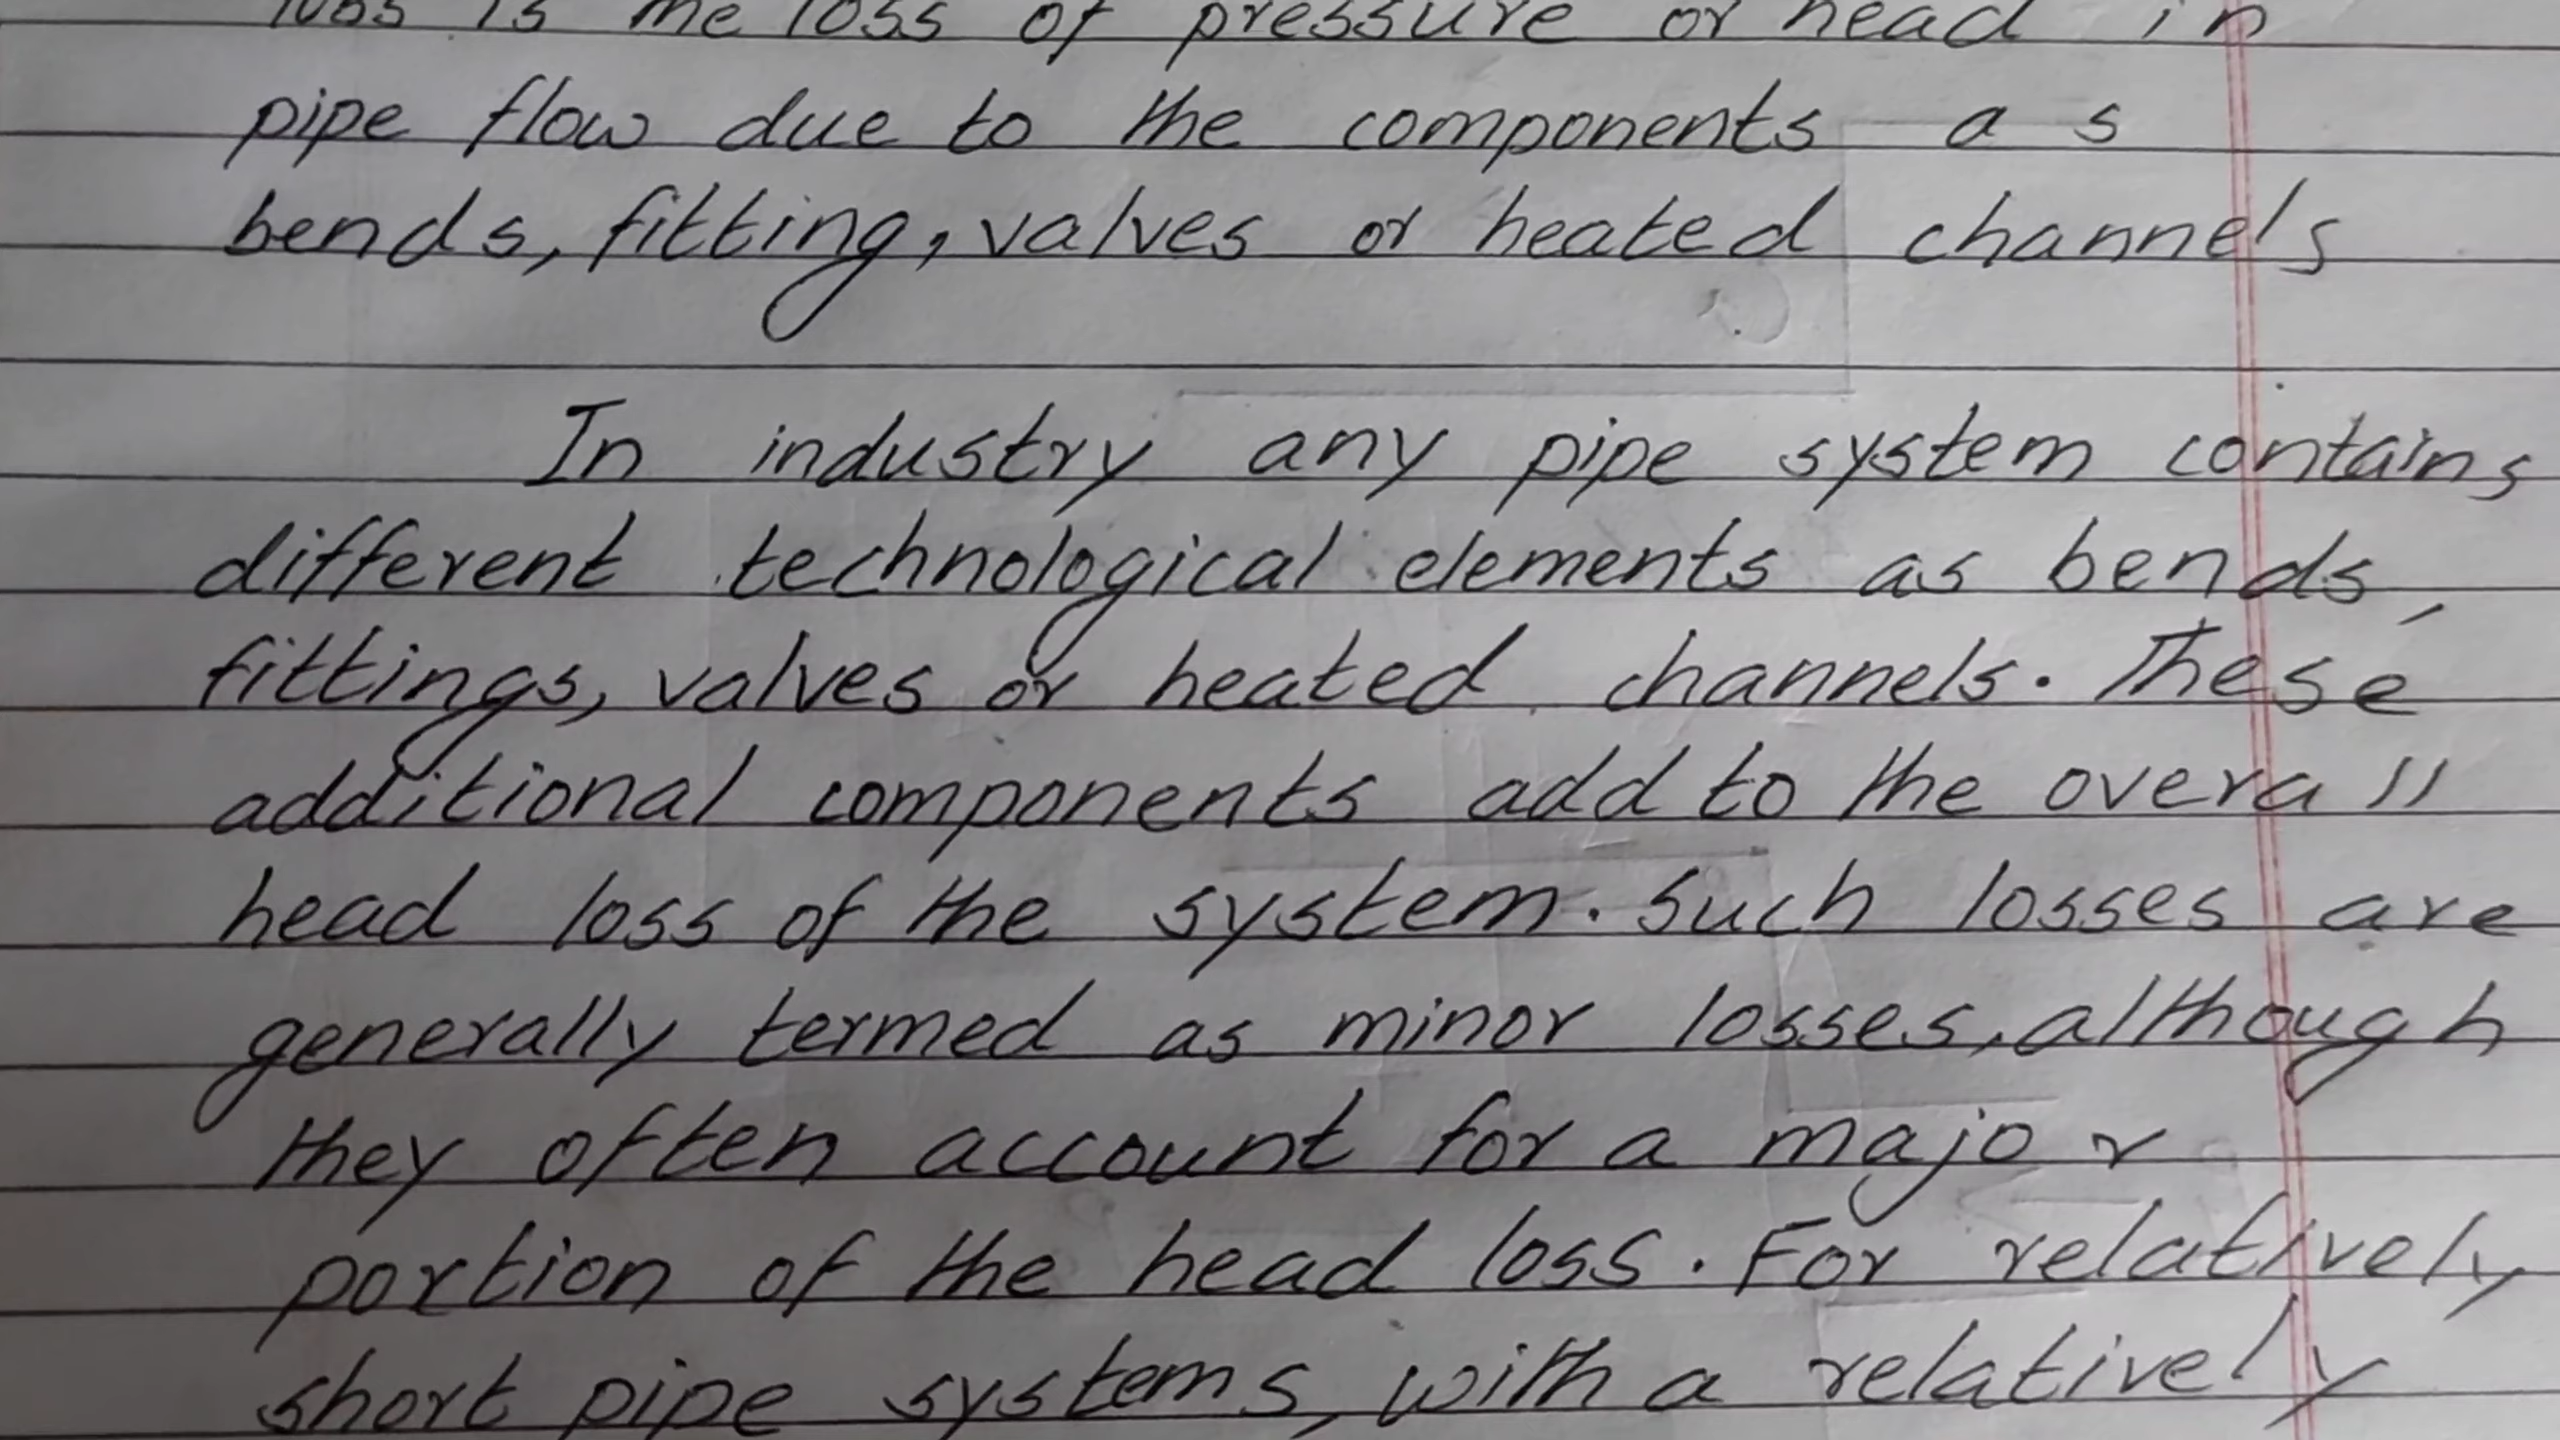 loss is the loss of pressure or head in
pipe flow due to the components as
bends, fitting, valves or heated channels
In industry any pipe system contains
different technological elements as bends,
fittings, valves or heated channels. These
additional components add to the overall
head loss of the system. Such losses are
generally termed as minor losses, although
they often account for a major
portion of the head loss. For relatively
short pipe systems, with a relatively